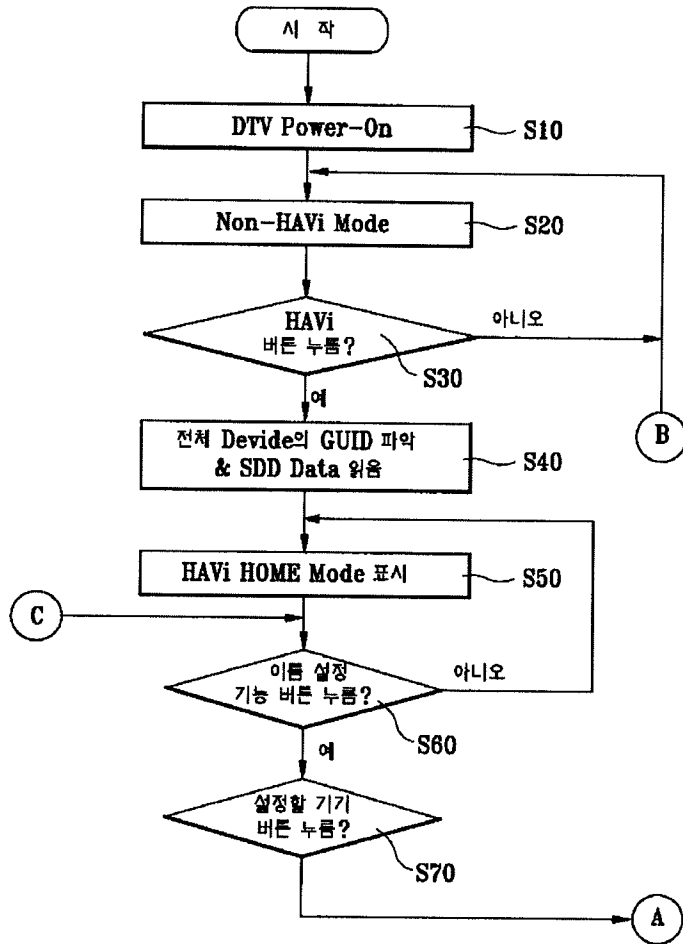 시 작
DTV Power-On
S10
Non-HAVi Mode
S20
HAVi
버튼 누름?
아니오
S30
예
B
전체 Devide의 GUID 파악
& SDD Data 읽음
S40
HAVi HOME Mode 표시
S50
C
이름 설정
기능 버튼 누름?
아니오
S60
예
설정할 기기
버튼 누름?
S70
A